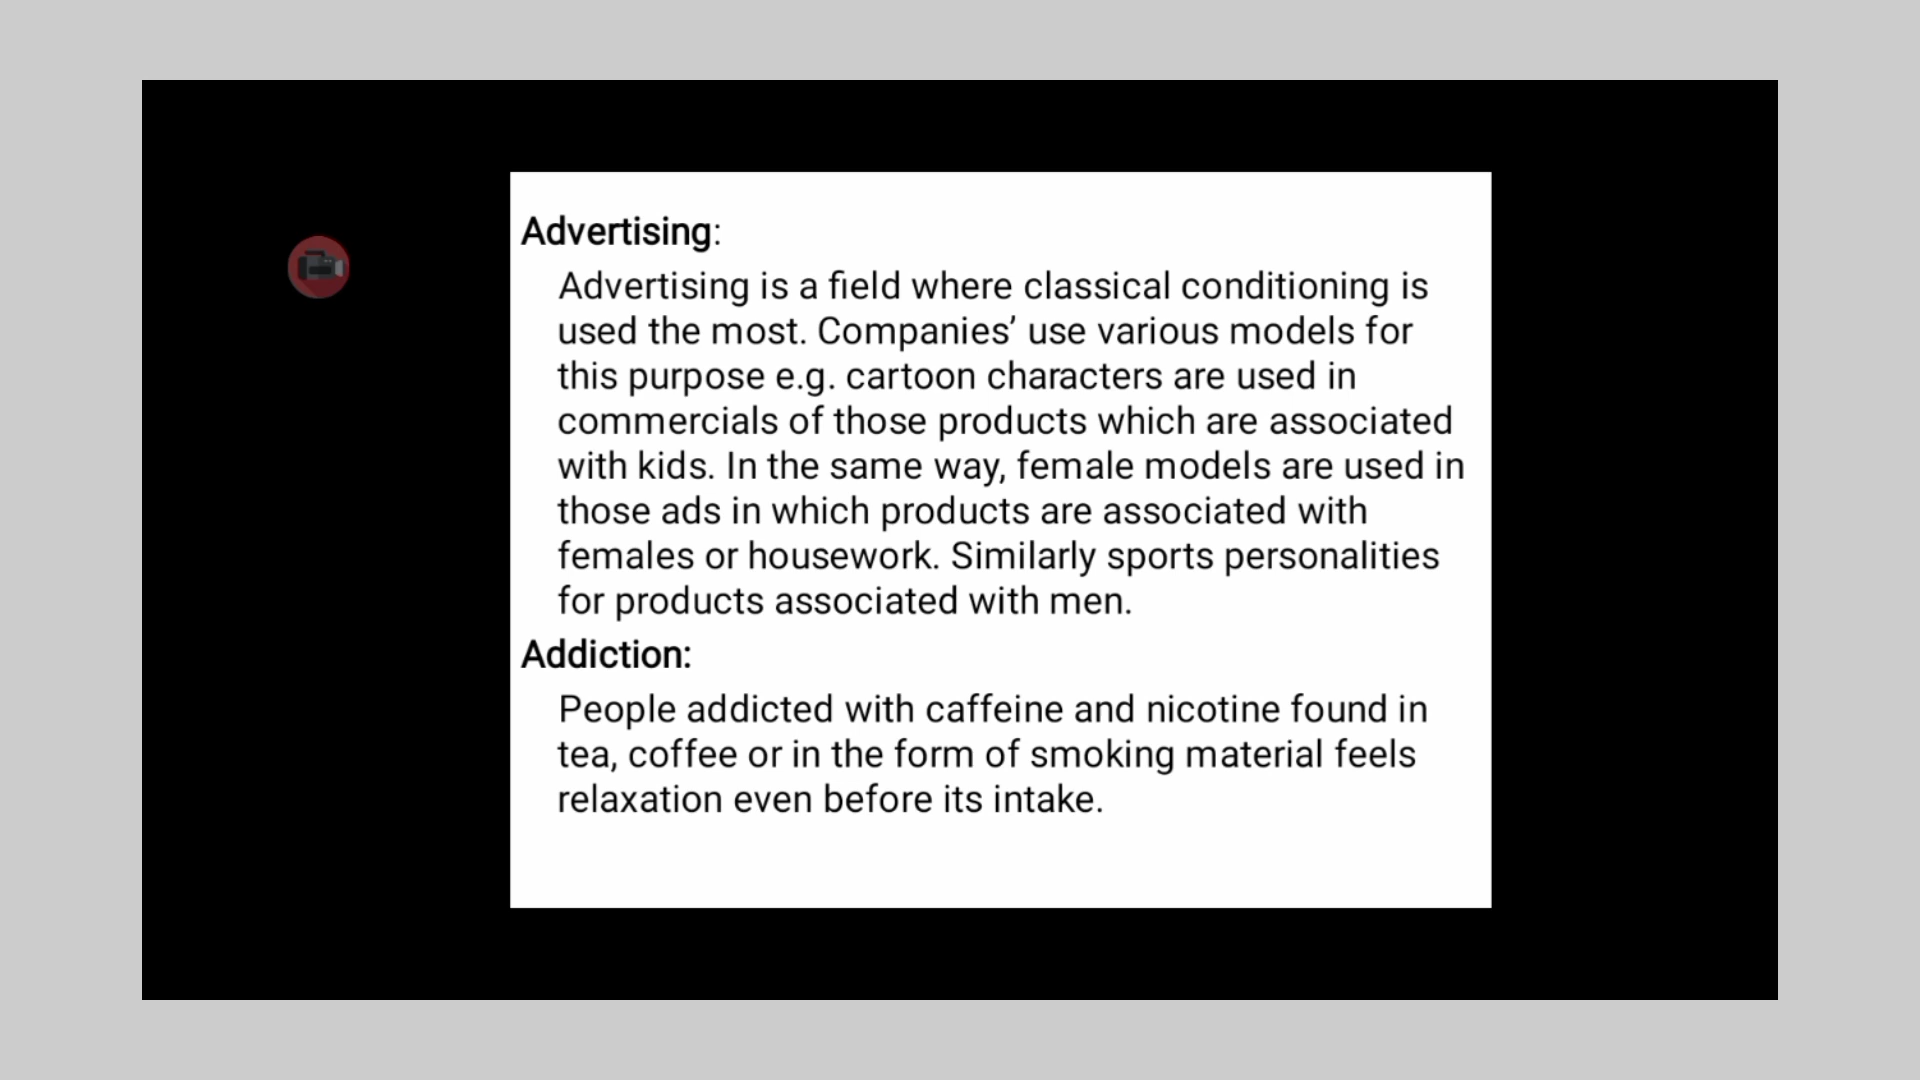 Advertising:
Advertising is a field where classical conditioning is
used the most. Companies’ use various models for
this purpose e.g. cartoon characters are used in
commercials of those products which are associated
with kids. In the same way, female models are used in
those ads in which products are associated with
females or housework. Similarly sports personalities
for products associated with men.
Addiction:
People addicted with caffeine and nicotine found in
tea, coffee or in the form of smoking material feels
relaxation even before its intake.